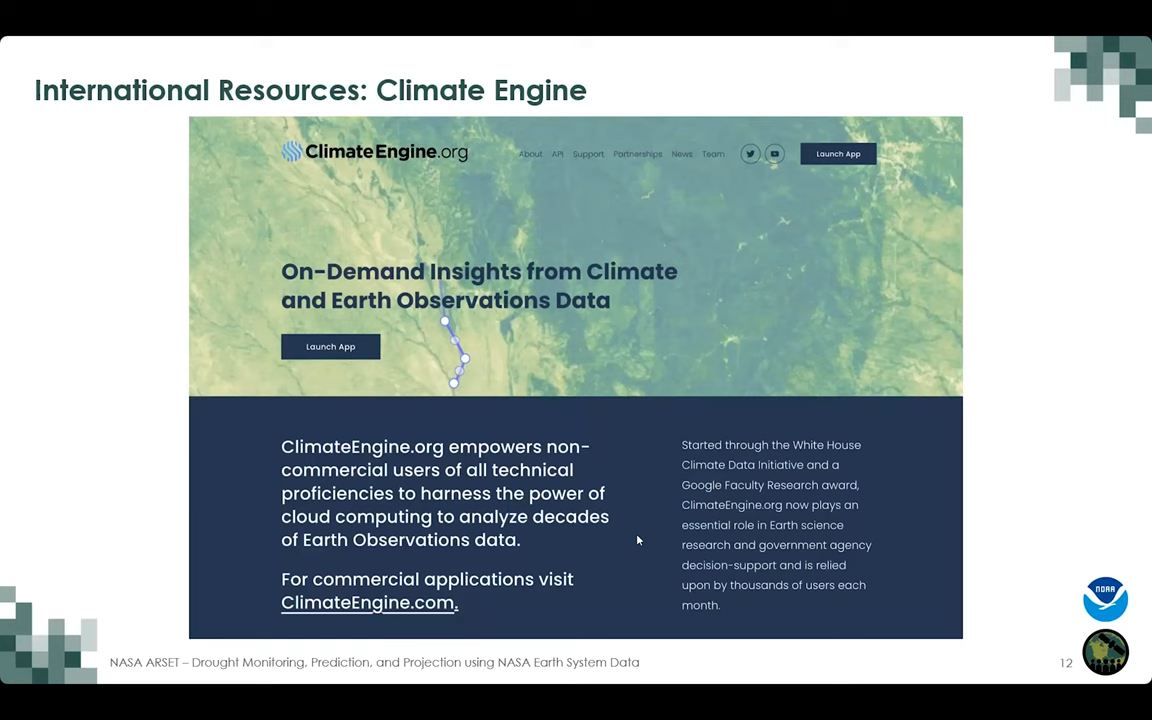 International Resources: Climate Engine
ClimateEngine.org
About API Support Partnerships News Team
Launch App
On-Demand Insights from Climate
and Earth Observations Data
Launch App
ClimateEngine.org empowers non-
commercial users of all technical
proficiencies to harness the power of
cloud computing to analyze decades
of Earth Observations data.
For commercial applications visit
ClimateEngine.com.
Started through the White House
Climate Data Initiative and a
Google Faculty Research award,
ClimateEngine.org now plays an
essential role in Earth science
research and government agency
decision-support and is relied
upon by thousands of users each
month.
NOAA
NASA ARSET – Drought Monitoring, Prediction, and Projection using NASA Earth System Data
12